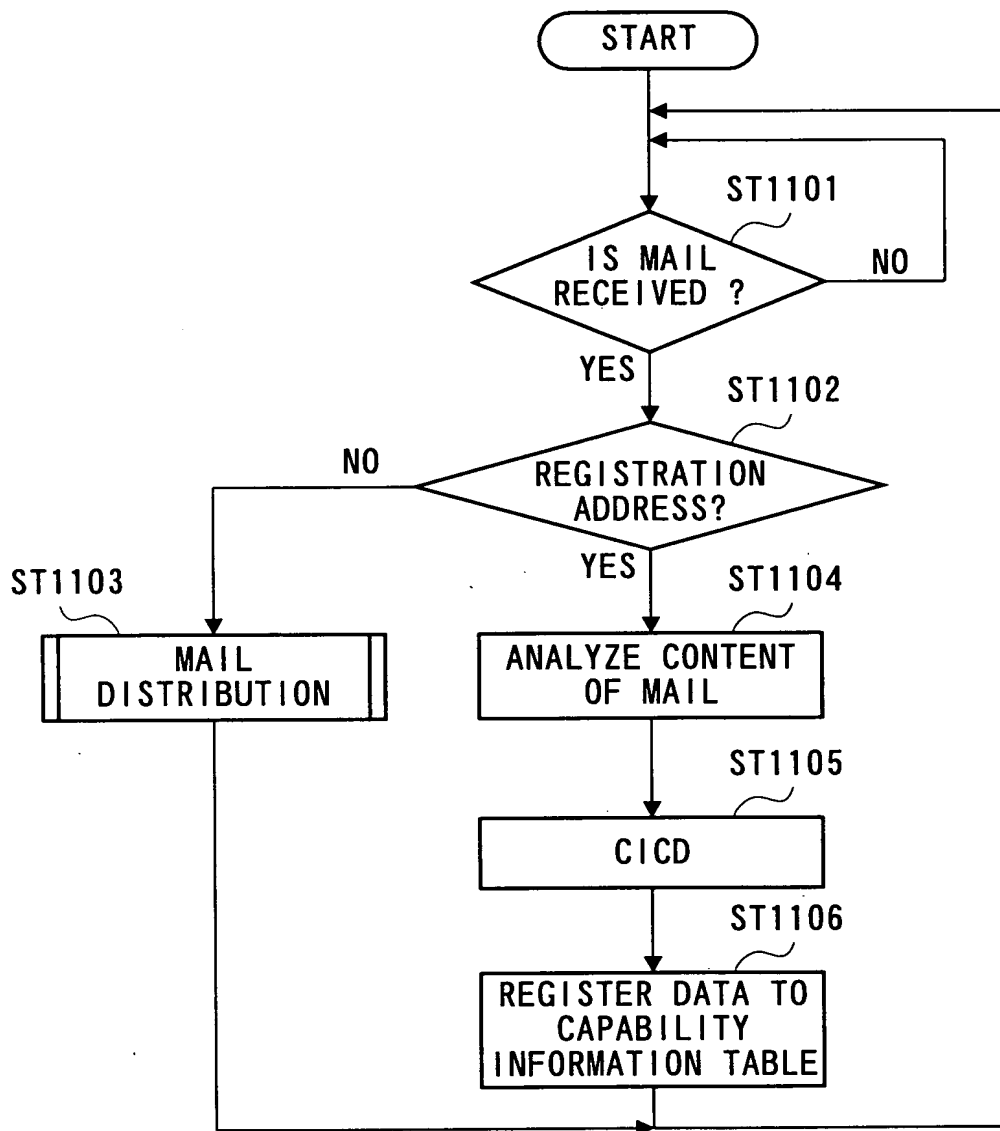 START
ST1101
IS MAIL
RECEIVED ?
NO
YES
ST1102
NO
REGISTRATION
ADDRESS?
YES
ST1103
ST1104
MAIL
DISTRIBUTION
ANALYZE CONTENT
OF MAIL
ST1105
CICD
ST1106
REGISTER DATA TO
CAPABILITY
INFORMATION TABLE